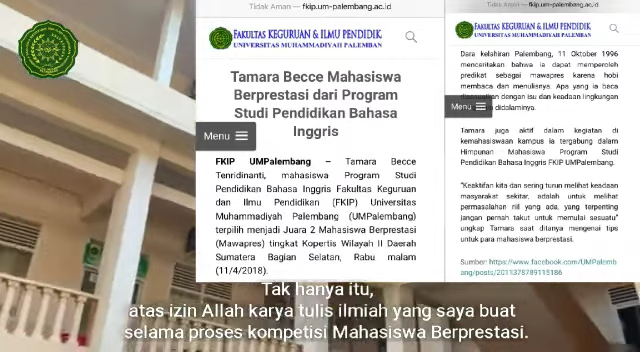 Tidak Aman — fkip.um-palembang.ac.id
FAKULTAS KEGURUAN & ILMU PENDIDIK
UNIVERSITAS MUHAMMADIYAH PALEMBAN
Tamara Becce Mahasiswa
Berprestasi dari Program
Studi Pendidikan Bahasa
Inggris
Menu
FKIP UMPalembang – Tamara Becce
Tenridinanti, mahasiswa Program Studi
Pendidikan Bahasa Inggris Fakultas Keguruan
dan Ilmu Pendidikan (FKIP) Universitas
Muhammadiyah Palembang (UMPalembang)
terpilih menjadi Juara 2 Mahasiswa Berprestasi
(Mawapres) tingkat Kopertis Wilayah II Daerah
Sumatera Bagian Selatan, Rabu malam
(11/4/2018).
Tidak Aman — fkip.um-palembang.ac.id
FAKULTAS KEGURUAN & ILMU PENDIDIK
UNIVERSITAS MUHAMMADIYAH PALEMBAN
Dara kelahiran Palembang, 11 Oktober 1996
menceritakan bahwa ia dapat memperoleh
predikat sebagai mawapres karena hobi
membaca dan menulisnya. Apa yang ia baca
dengan isu dan keadaan lingkungan
Menu
didalamnya.
Tamara juga aktif dalam kegiatan di
kemahasiswaan kampus ia tergabung dalam
Himpunan Mahasiswa Program Studi
Pendidikan Bahasa Inggris FKIP UMPalembang.
"Keaktifan kita dan sering turun melihat keadaan
masyarakat sekitar, adalah untuk melihat
permasalahan riil yang ada, yang terpenting
jangan pernah takut untuk memulai sesuatu"
ungkap Tamara saat ditanya mengenai tips
untuk para mahasiswa berprestasi.
Sumber: https://www.facebook.com/UMPalemb
ang/posts/2011378789115186
Tak hanya itu,
atas izin Allah karya tulis ilmiah yang saya buat
selama proses kompetisi Mahasiswa Berprestasi.